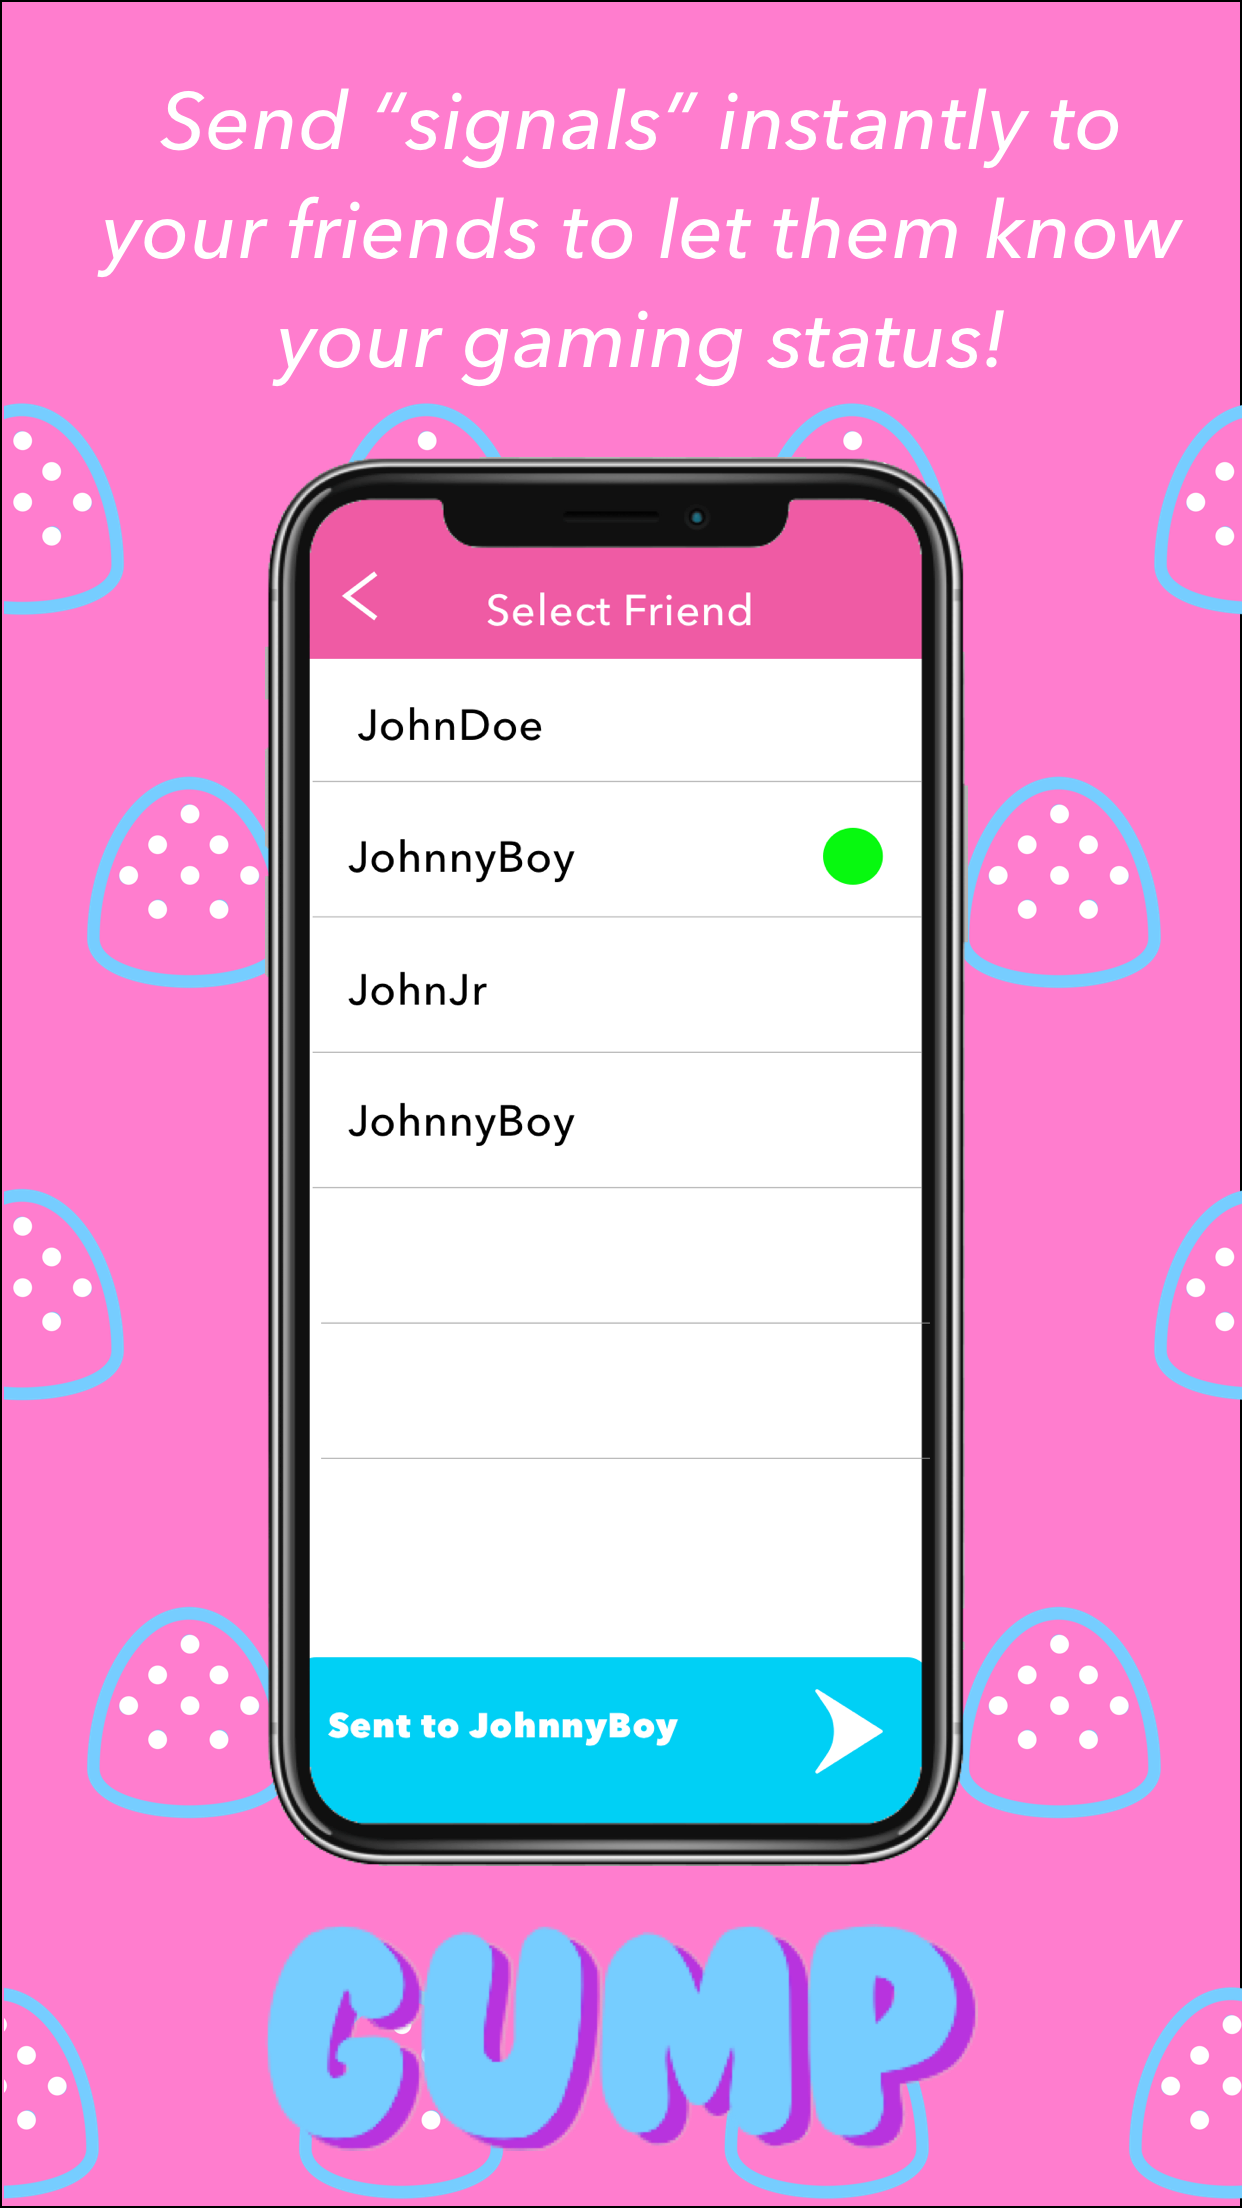 Send “signals” instantly to
your friends to let them know
your gaming status!
Select Friend
JohnDoe
JohnnyBoy
JohnJr
JohnnyBoy
Sent to JohnnyBoy
GUMP